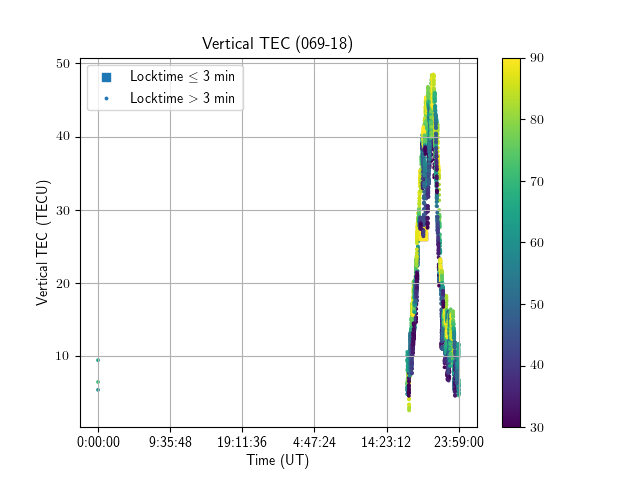 Vertical TEC (069-18)
Locktime ≤ 3 min
Locktime > 3 min
Vertical TEC (TECU)
50
40
30
20
10
0:00:00 9:35:48 19:11:36 4:47:24 14:23:12 23:59:00
Time (UT)
90
80
70
60
50
40
30